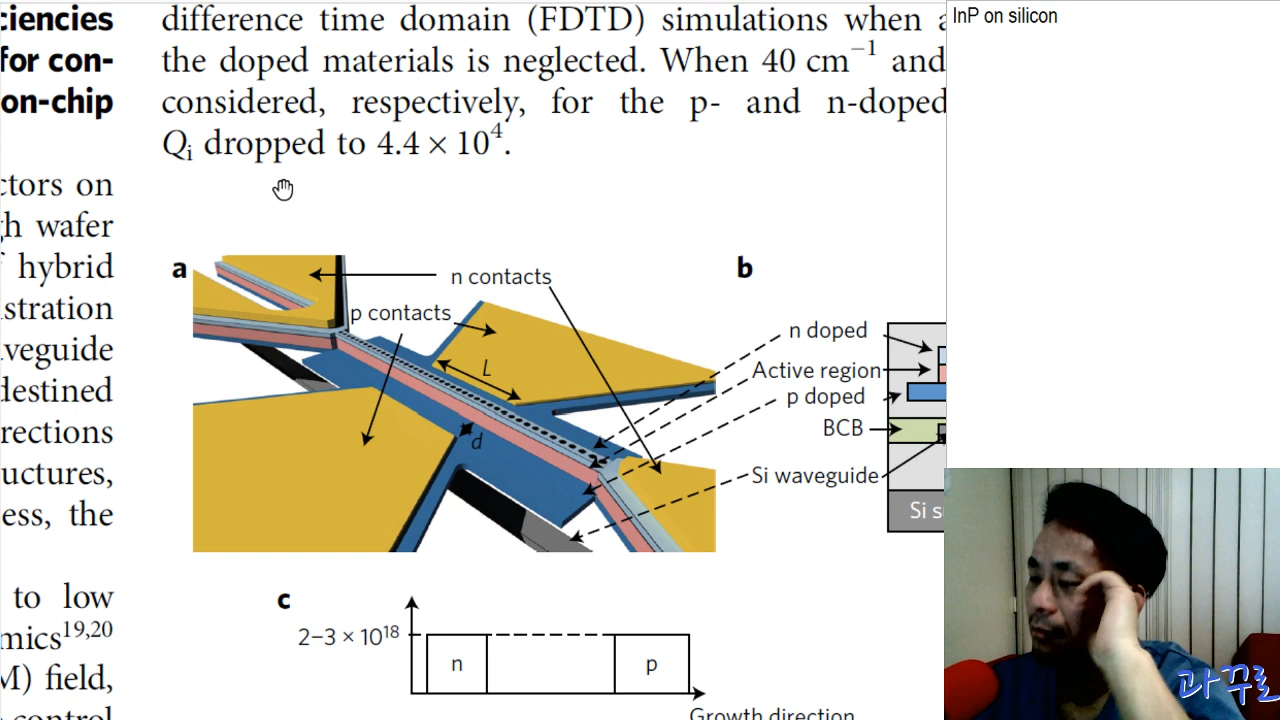 ciencies
for con-
on-chip
ctors on
gh wafer
f hybrid
stration
veguide
destined
rections
uctures,
ess, the
to low
mics19,20
M) field,
control
difference time domain (FDTD) simulations when a
the doped materials is neglected. When 40 cm−1 and
considered, respectively, for the p- and n-doped
Qi dropped to 4.4 × 10⁴.
a
n contacts
p contacts
L
d
b
n doped
Active region
p doped
BCB
Si waveguide
Si s
c
2–3 × 10¹⁸
n
p
Growth direction
InP on silicon
과꾸로